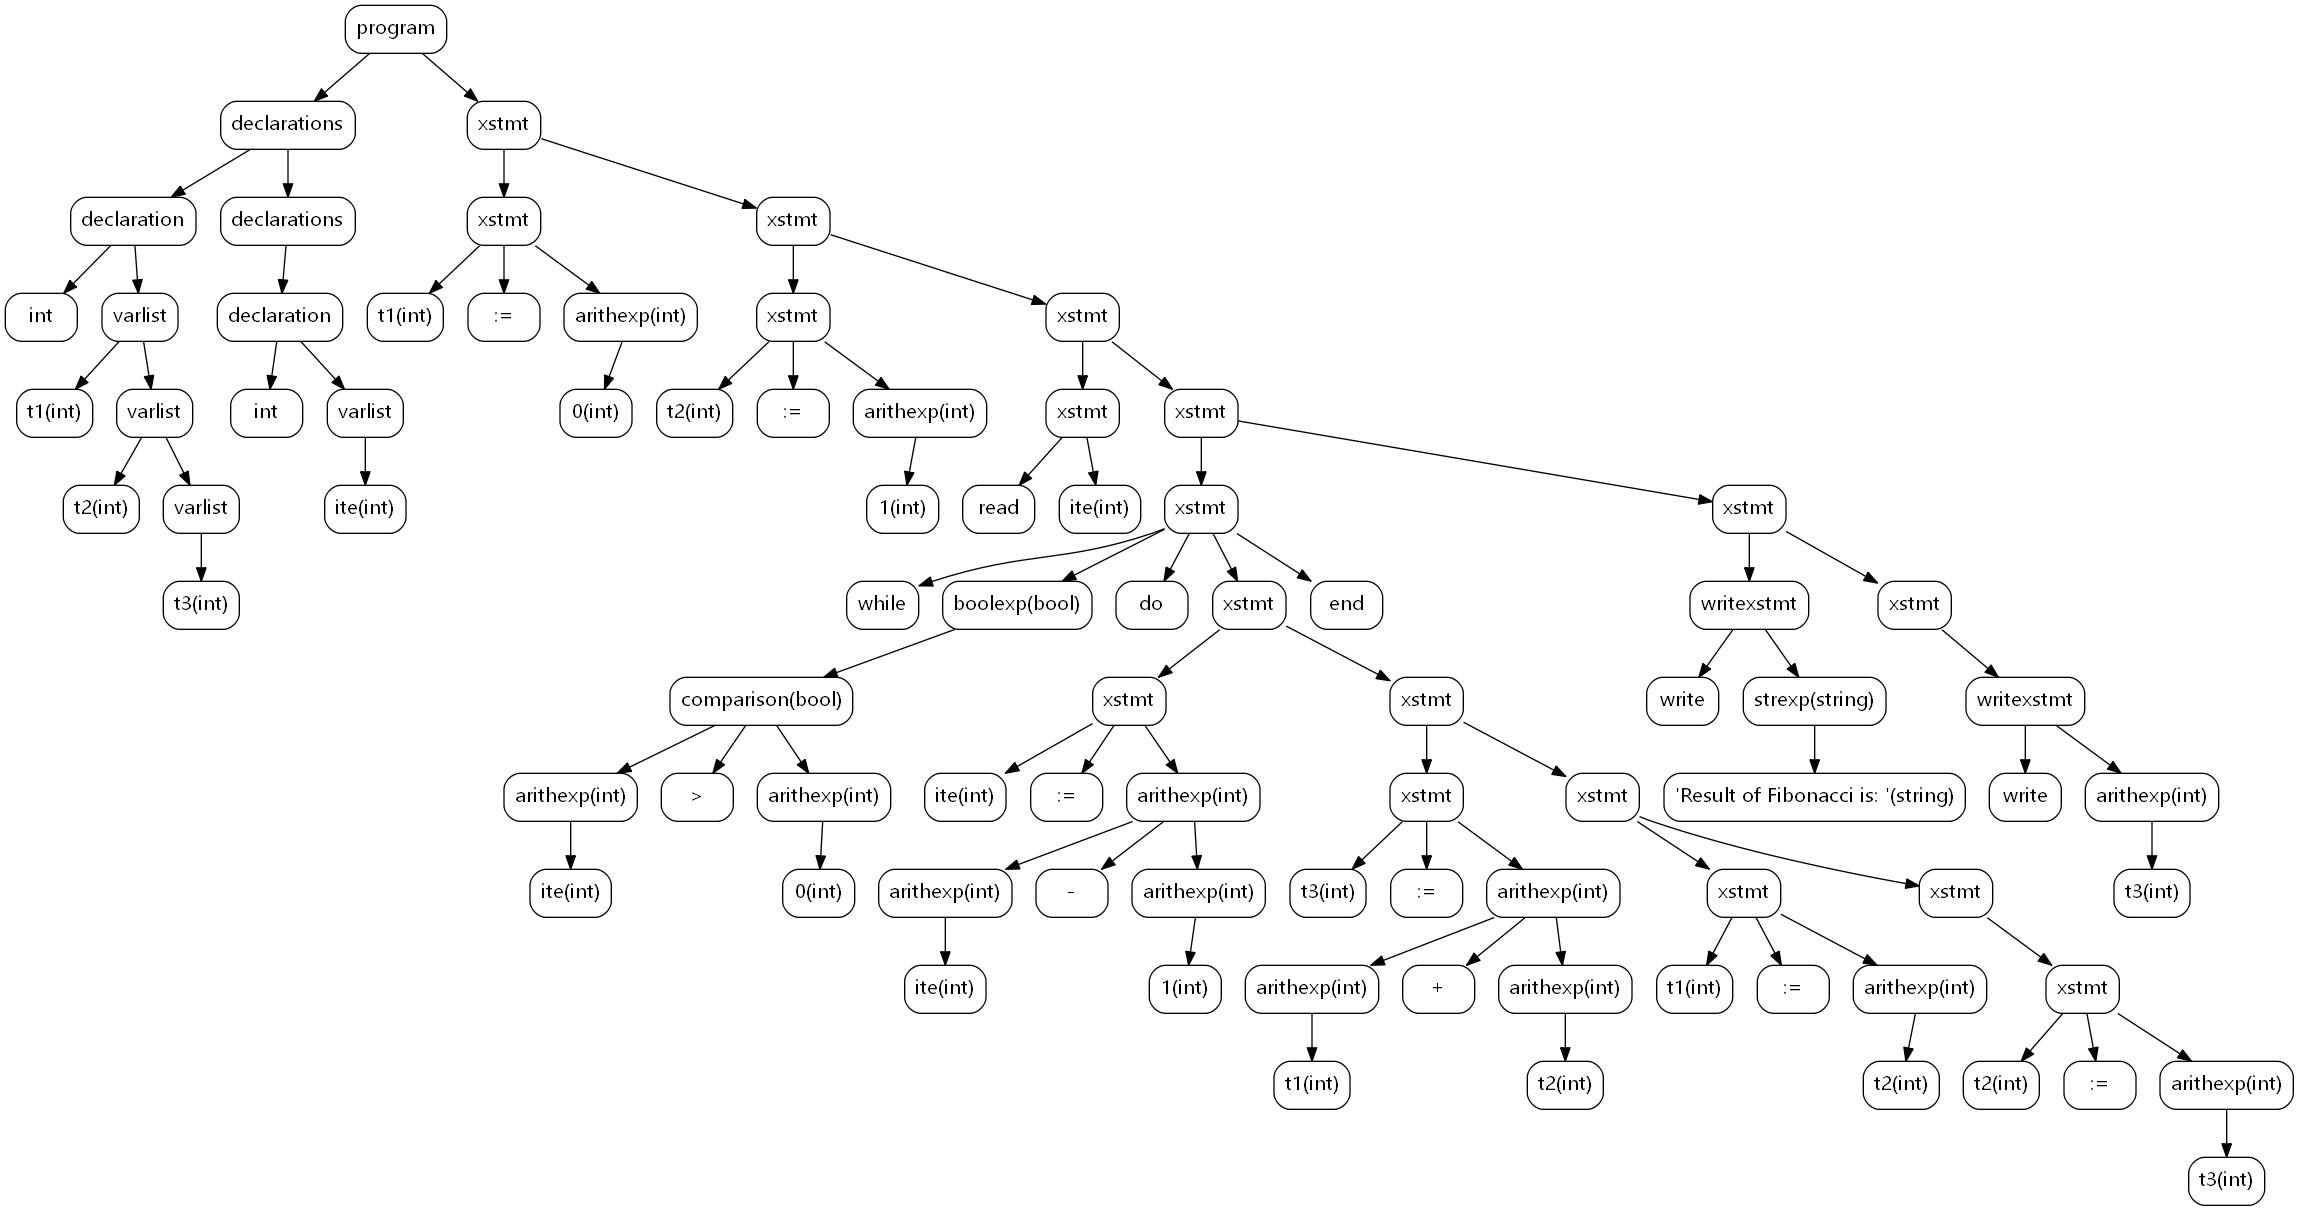 program
declarations xstmt
declaration declarations xstmt xstmt
int varlist declaration t1(int) := arithexp(int) xstmt xstmt
t1(int) varlist int varlist 0(int) t2(int) := arithexp(int) xstmt xstmt
t2(int) varlist ite(int) 1(int) read ite(int) xstmt xstmt
t3(int) while boolexp(bool) do xstmt end writexstmt xstmt
comparison(bool) xstmt xstmt write strexp(string) writexstmt
arithexp(int) > arithexp(int) ite(int) := arithexp(int) xstmt xstmt 'Result of Fibonacci is: '(string) write arithexp(int)
ite(int) 0(int) arithexp(int) - arithexp(int) t3(int) := arithexp(int) xstmt xstmt t3(int)
ite(int) 1(int) arithexp(int) + arithexp(int) t1(int) := arithexp(int) xstmt
t1(int) t2(int) t2(int) t2(int) := arithexp(int)
t3(int)